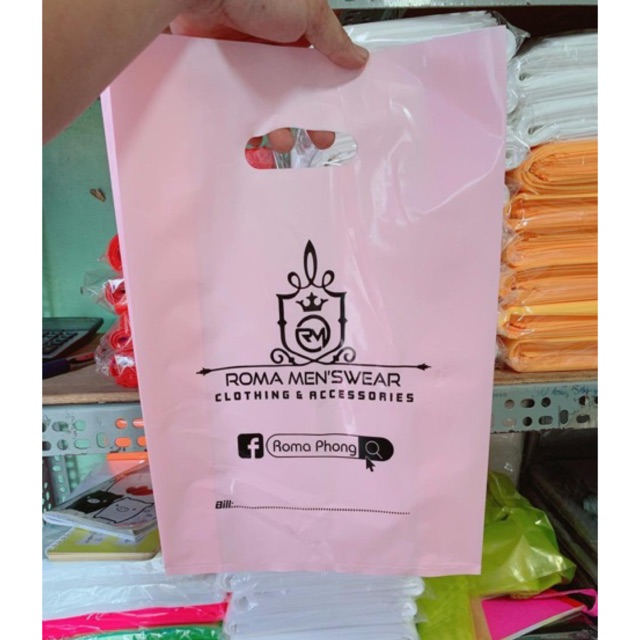 RM
ROMA MEN'SWEAR
CLOTHING & ACCESSORIES
f Roma Phong
Bill:........................................................